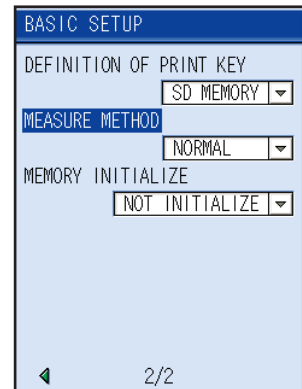 BASIC SETUP
DEFINITION OF PRINT KEY
SD MEMORY
MEASURE METHOD
NORMAL
MEMORY INITIALIZE
NOT INITIALIZE
2/2